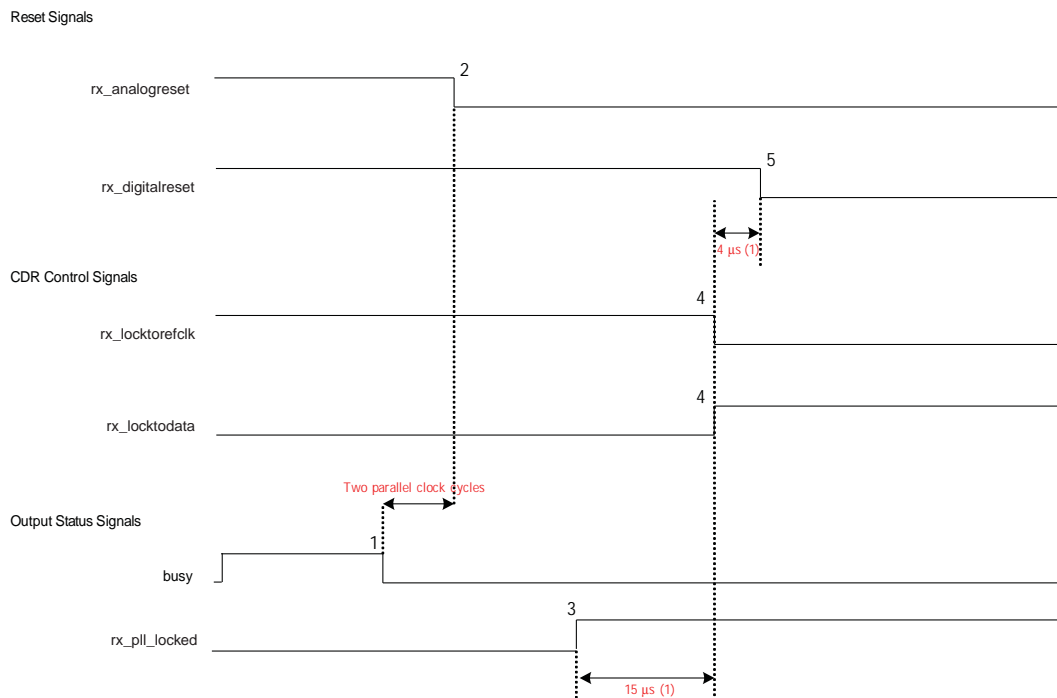 Reset Signals
2
rx_analogreset
5
rx_digitalreset
4 µs (1)
CDR Control Signals
4
rx_locktorefclk
4
rx_locktodata
Two parallel clock cycles
Output Status Signals
1
busy
3
rx_pll_locked
15 µs (1)